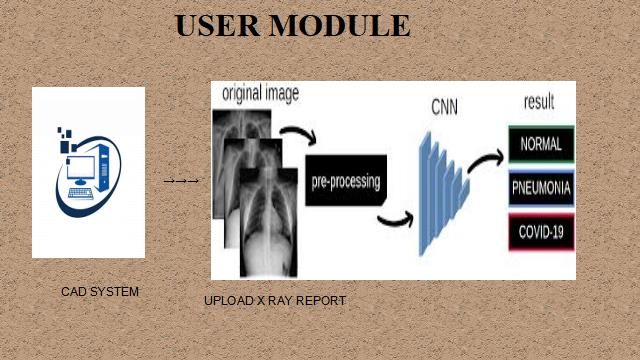 USER MODULE
original image
CNN
result
pre-processing
NORMAL
PNEUMONIA
COVID-19
→→→
CAD SYSTEM
UPLOAD X RAY REPORT